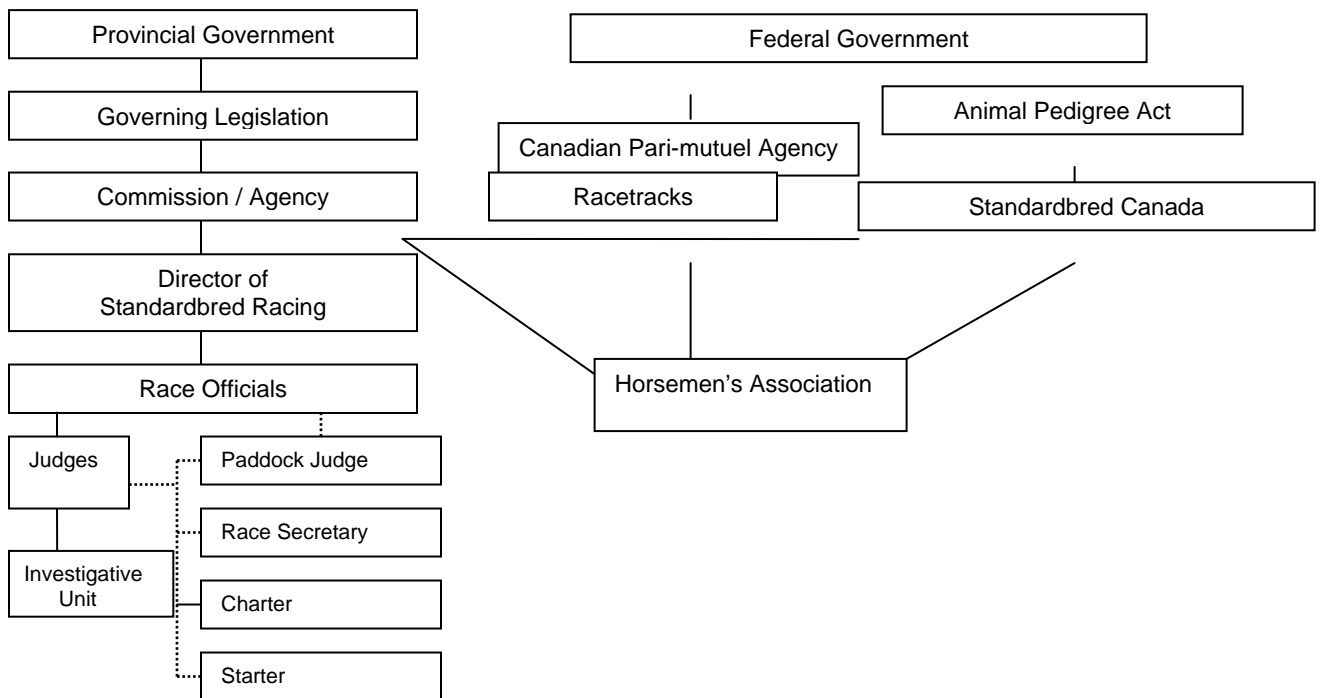 Provincial Government
Governing Legislation
Commission / Agency
Director of
Standardbred Racing
Race Officials
Judges
Investigative
Unit
Paddock Judge
Race Secretary
Charter
Starter
Federal Government
Canadian Pari-mutuel Agency
Racetracks
Animal Pedigree Act
Standardbred Canada
Horsemen’s Association